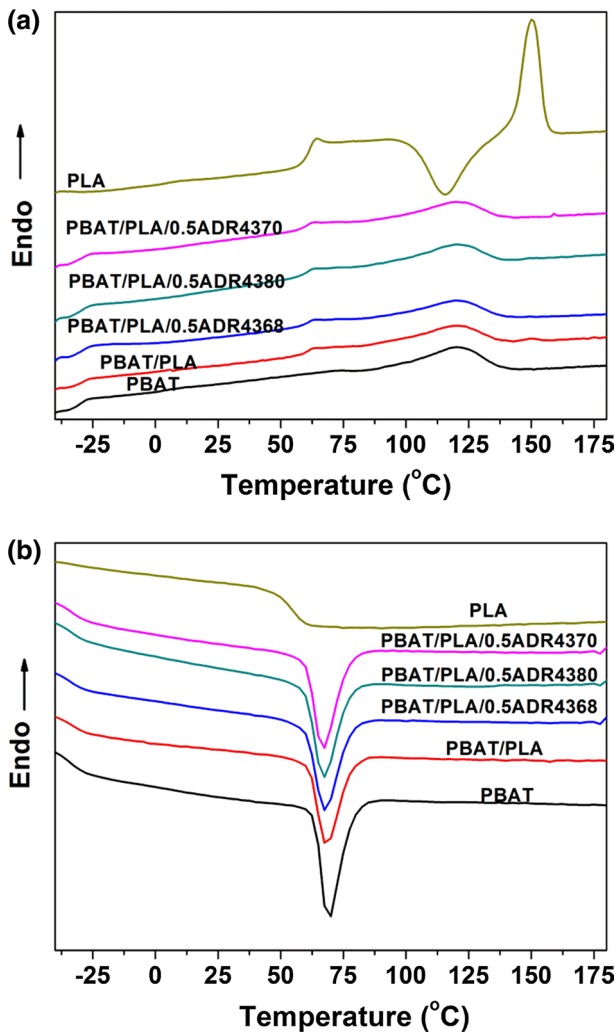 (a)
Endo
PLA
PBAT/PLA/0.5ADR4370
PBAT/PLA/0.5ADR4380
PBAT/PLA/0.5ADR4368
PBAT/PLA
PBAT
-25 0 25 50 75 100 125 150 175
Temperature (°C)
(b)
Endo
PLA
PBAT/PLA/0.5ADR4370
PBAT/PLA/0.5ADR4380
PBAT/PLA/0.5ADR4368
PBAT/PLA
PBAT
-25 0 25 50 75 100 125 150 175
Temperature (°C)